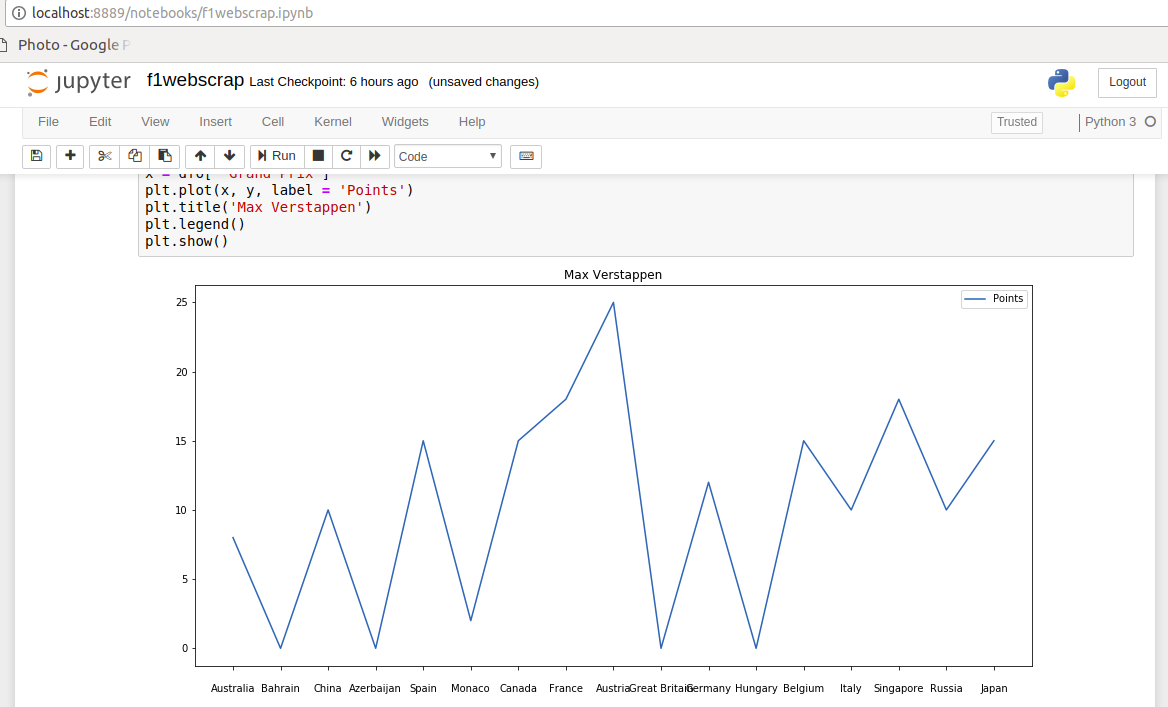 localhost:8889/notebooks/f1webscrap.ipynb
Photo - Google P
jupyter f1webscrap Last Checkpoint: 6 hours ago (unsaved changes) Logout
File Edit View Insert Cell Kernel Widgets Help Trusted Python 3
Run Code
plt.plot(x, y, label = 'Points')
plt.title('Max Verstappen')
plt.legend()
plt.show()
Max Verstappen
Points
25
20
15
10
5
0
Australia Bahrain China Azerbaijan Spain Monaco Canada France Austria Great Britain Germany Hungary Belgium Italy Singapore Russia Japan